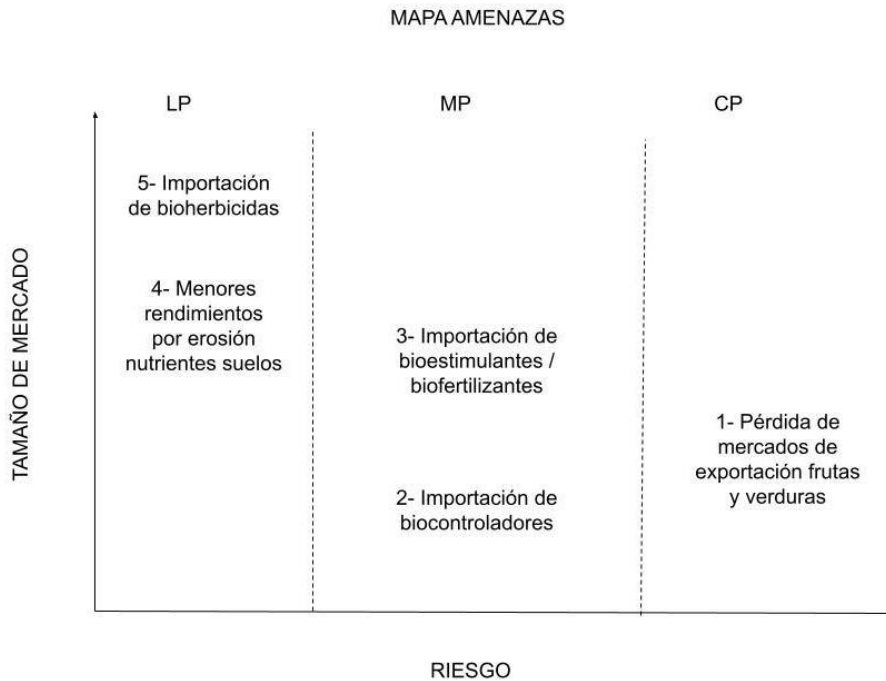 MAPA AMENAZAS
LP
MP
CP
TAMAÑO DE MERCADO
5- Importación
de bioherbicidas
4- Menores
rendimientos
por erosión
nutrientes suelos
3- Importación de
bioestimulantes /
biofertilizantes
2- Importación de
biocontroladores
1- Pérdida de
mercados de
exportación frutas
y verduras
RIESGO